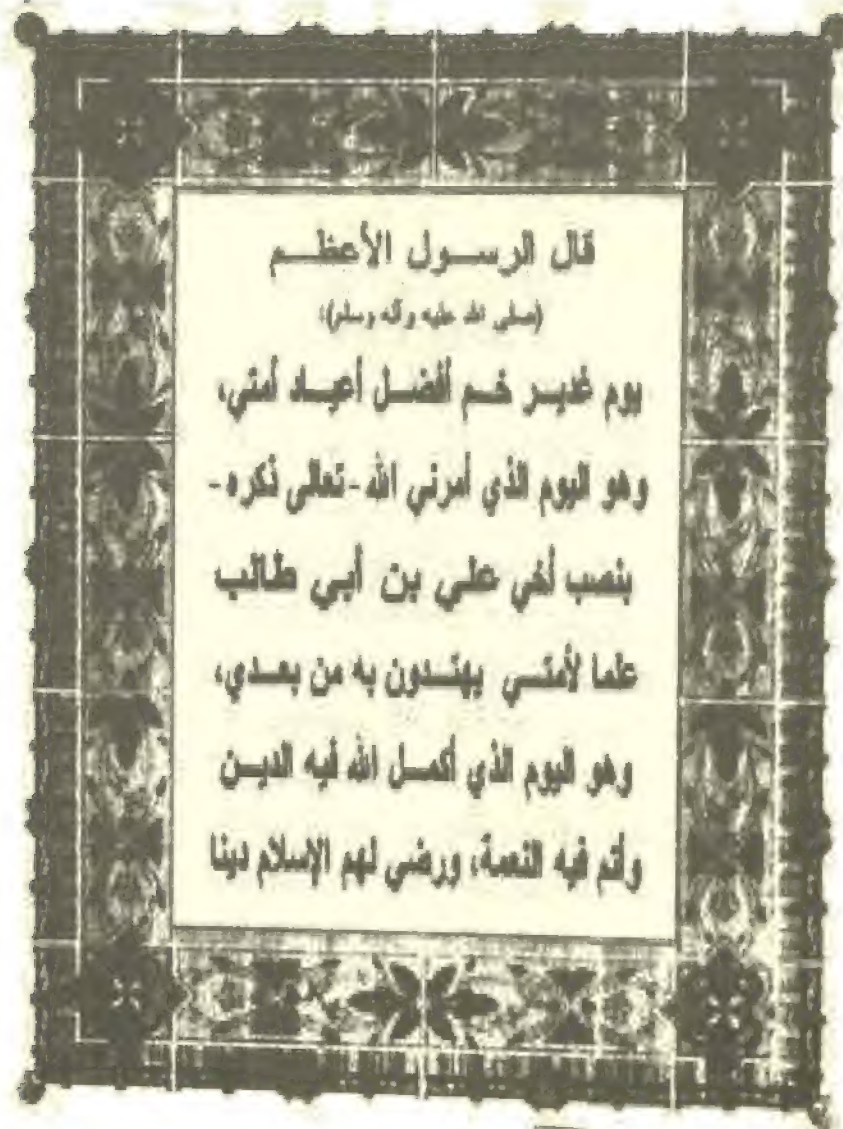 قال الرسول الأعظم
(صلى الله عليه وآله وسلم):
يوم غدير خم أفضل أعياد أمتي،
وهو اليوم الذي أمرني الله -تعالى ذكره-
بنصب أخي علي بن أبي طالب
علما لأمتي يهتدون به من بعدي،
وهو اليوم الذي أكمل الله فيه الدين
وأتم فيه النعمة، ورضي لهم الإسلام دينا